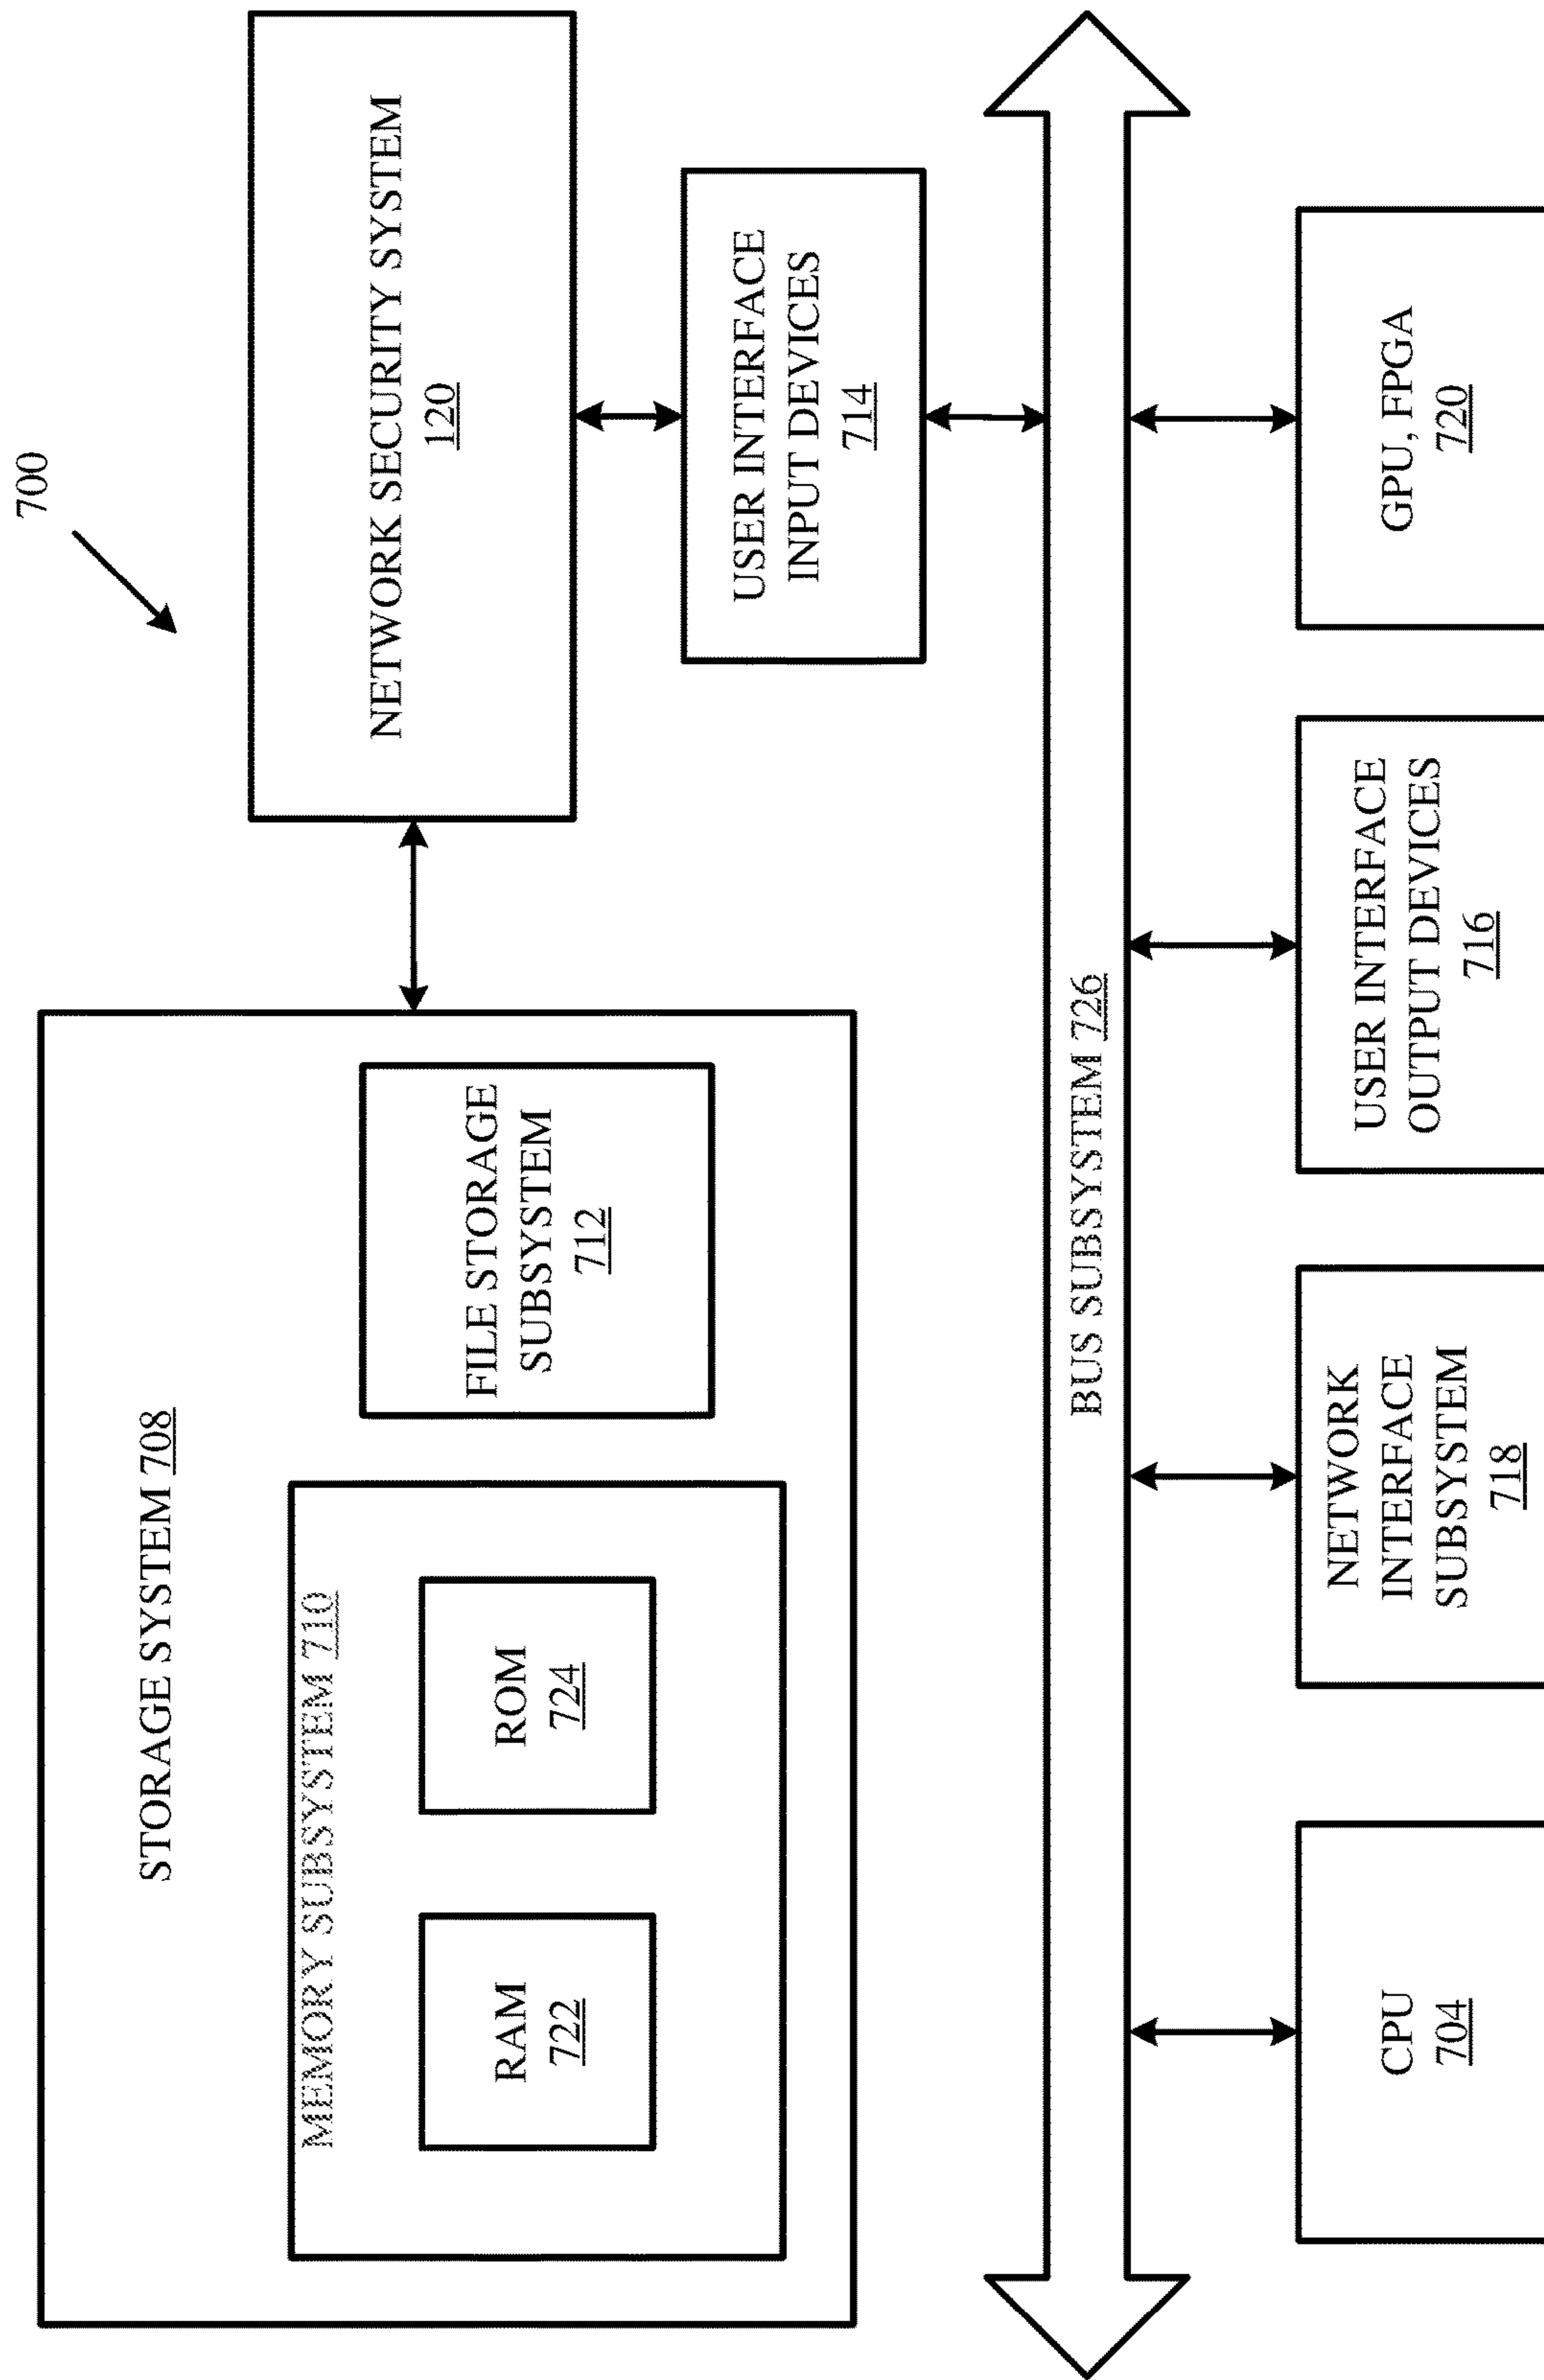 700
STORAGE SYSTEM 708
MEMORY SUBSYSTEM 710
RAM
722
ROM
724
FILE STORAGE
SUBSYSTEM
712
NETWORK SECURITY SYSTEM
120
USER INTERFACE
INPUT DEVICES
714
BUS SUBSYSTEM 726
CPU
704
NETWORK
INTERFACE
SUBSYSTEM
718
USER INTERFACE
OUTPUT DEVICES
716
GPU, FPGA
720